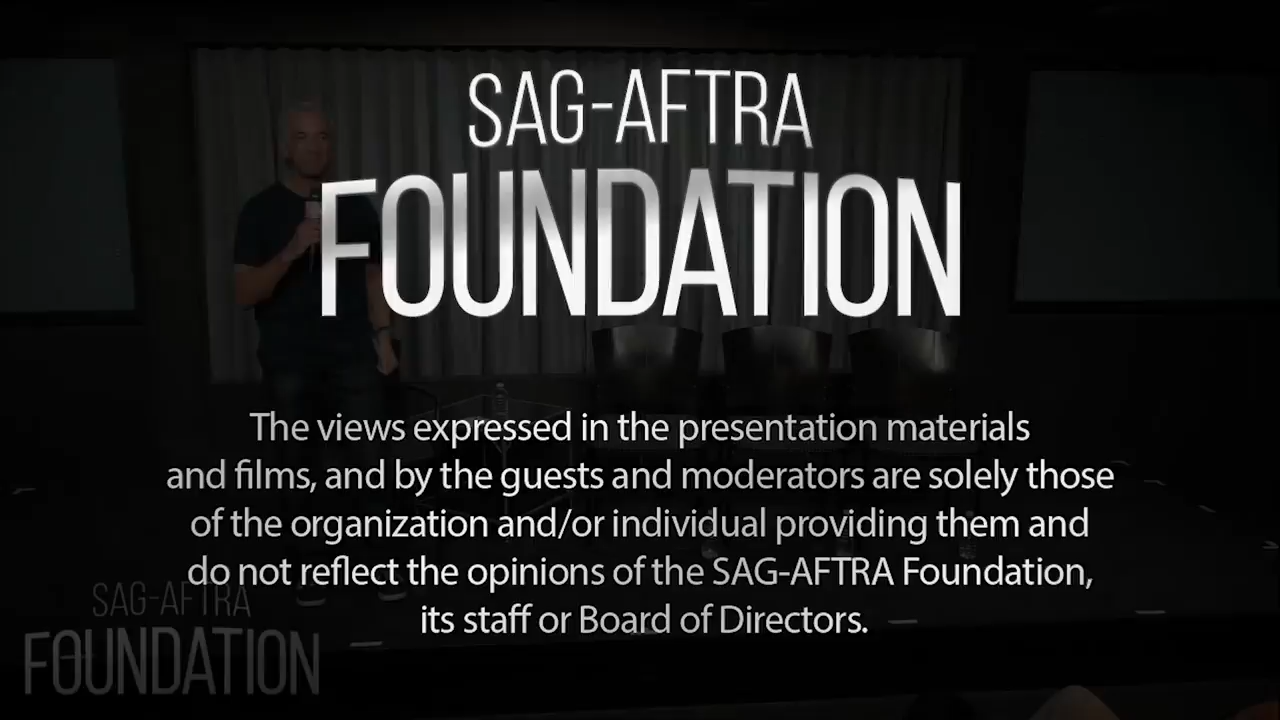 SAG-AFTRA
FOUNDATION
The views expressed in the presentation materials
and films, and by the guests and moderators are solely those
of the organization and/or individual providing them and
do not reflect the opinions of the SAG-AFTRA Foundation,
its staff or Board of Directors.
SAG-AFTRA
FOUNDATION